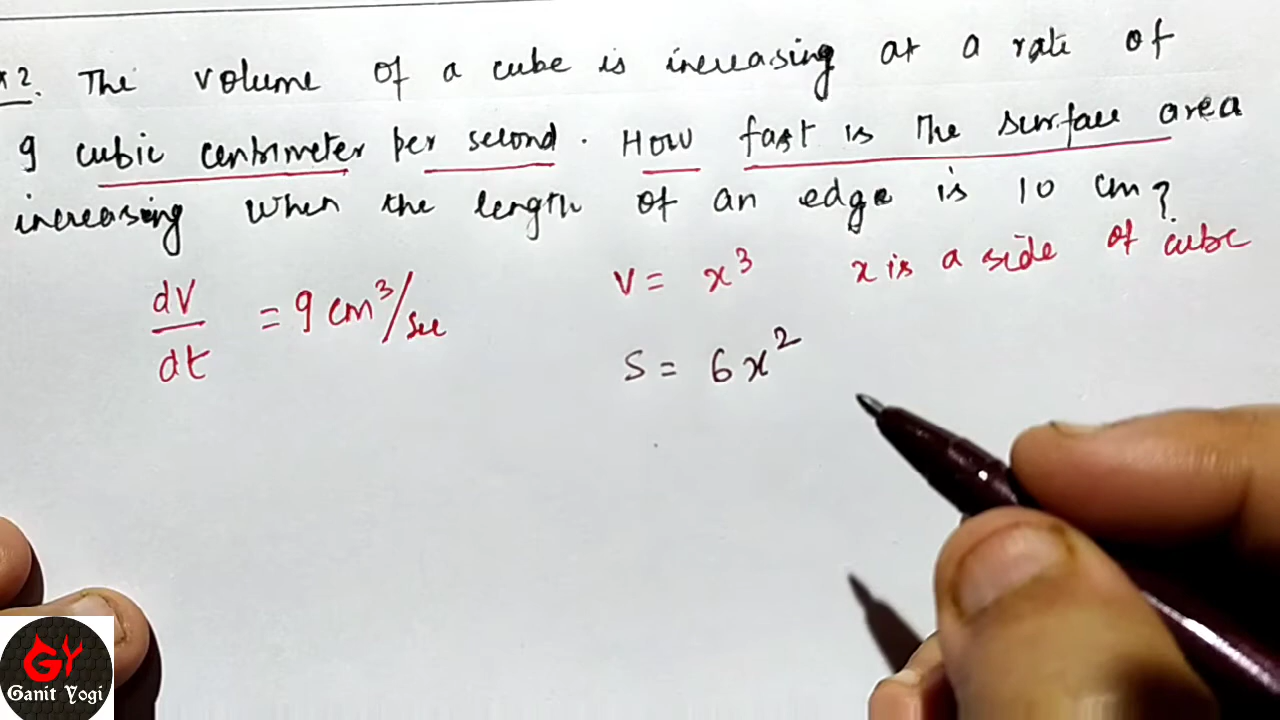 x 2. The volume of a cube is increasing at a rate of
9 cubic centimeter per second. How fast is the surface area
increasing when the length of an edge is 10 cm?
dV/dt = 9 cm³/sec
V = x³ x is a side of cube
S = 6x²
GY
Ganit Yogi